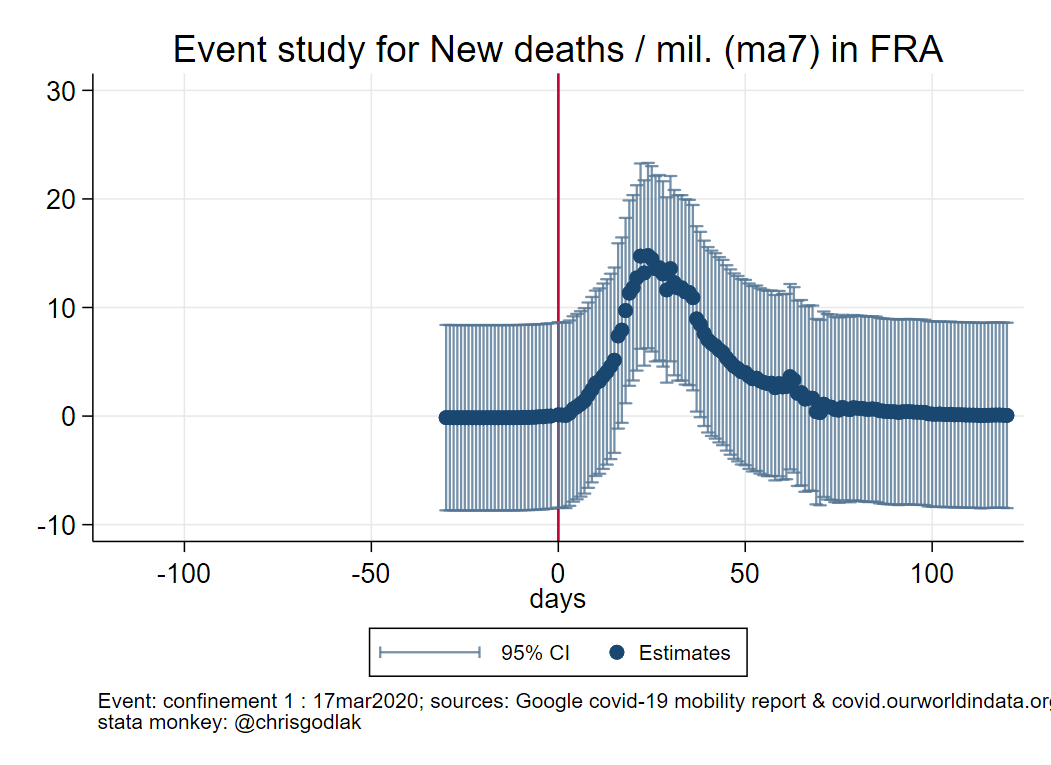 Event study for New deaths / mil. (ma7) in FRA
30
20
10
0
-10
-100 -50 0 50 100
days
95% CI Estimates
Event: confinement 1 : 17mar2020; sources: Google covid-19 mobility report & covid.ourworldindata.org
stata monkey: @chrisgodlak